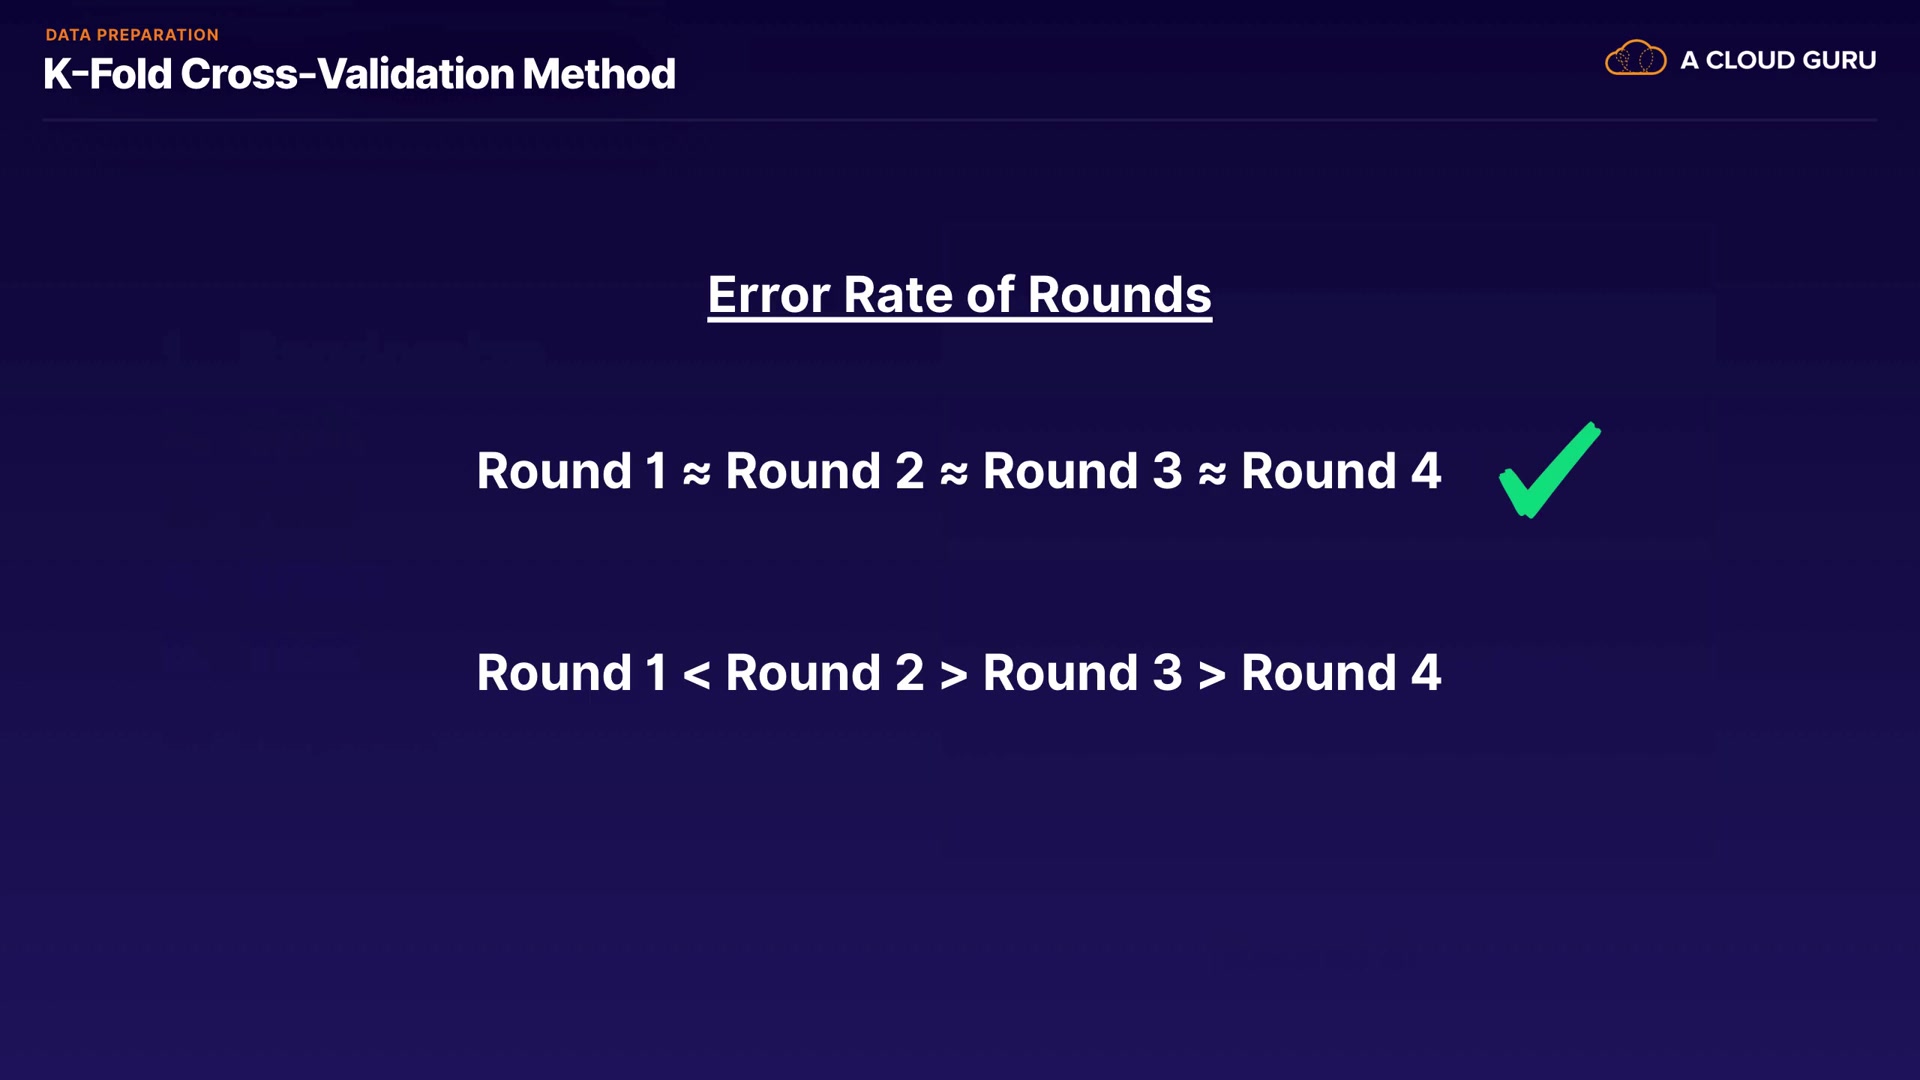 DATA PREPARATION
K-Fold Cross-Validation Method
A CLOUD GURU
Error Rate of Rounds
Round 1 ≈ Round 2 ≈ Round 3 ≈ Round 4
Round 1 < Round 2 > Round 3 > Round 4